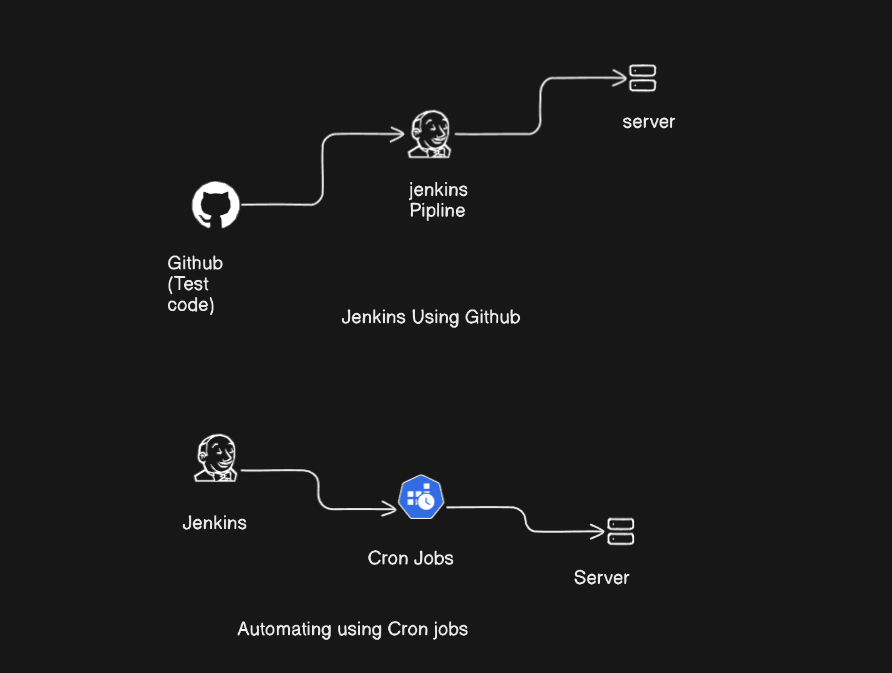 server
jenkins
Pipline
Github
(Test
code)
Jenkins Using Github
Jenkins
Cron Jobs
Server
Automating using Cron jobs